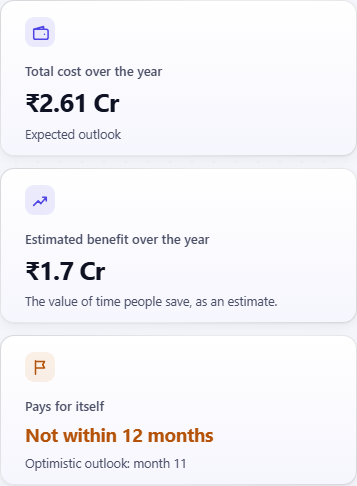 Total cost over the year
₹2.61 Cr
Expected outlook
Estimated benefit over the year
₹1.7 Cr
The value of time people save, as an estimate.
Pays for itself
Not within 12 months
Optimistic outlook: month 11